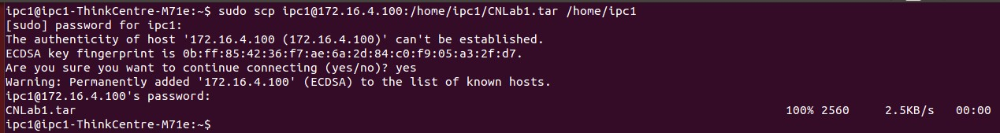 ipc1@ipc1-ThinkCentre-M71e:~$ sudo scp ipc1@172.16.4.100:/home/ipc1/CNLab1.tar /home/ipc1
[sudo] password for ipc1:
The authenticity of host '172.16.4.100 (172.16.4.100)' can't be established.
ECDSA key fingerprint is 0b:ff:85:42:36:f7:ae:6a:2d:84:c0:f9:05:a3:2f:d7.
Are you sure you want to continue connecting (yes/no)? yes
Warning: Permanently added '172.16.4.100' (ECDSA) to the list of known hosts.
ipc1@172.16.4.100's password:
CNLab1.tar 100% 2560 2.5KB/s 00:00
ipc1@ipc1-ThinkCentre-M71e:~$